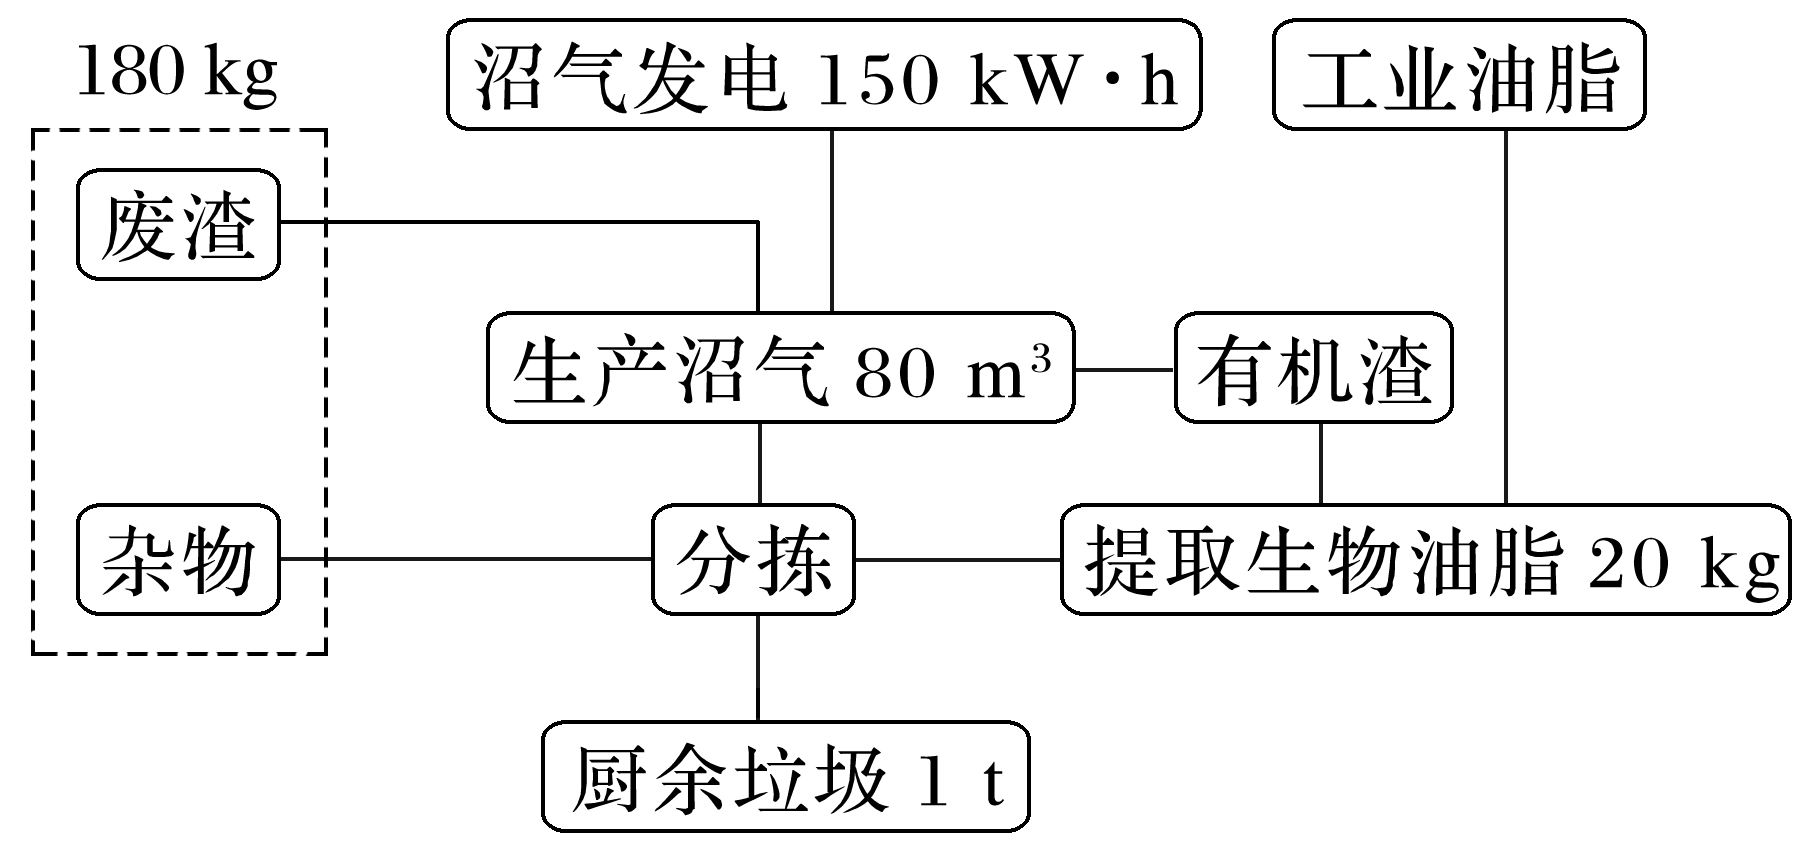 180 kg
沼气发电 150 kW·h
工业油脂
废渣
生产沼气 80 m³
有机渣
杂物
分拣
提取生物油脂 20 kg
厨余垃圾 1 t